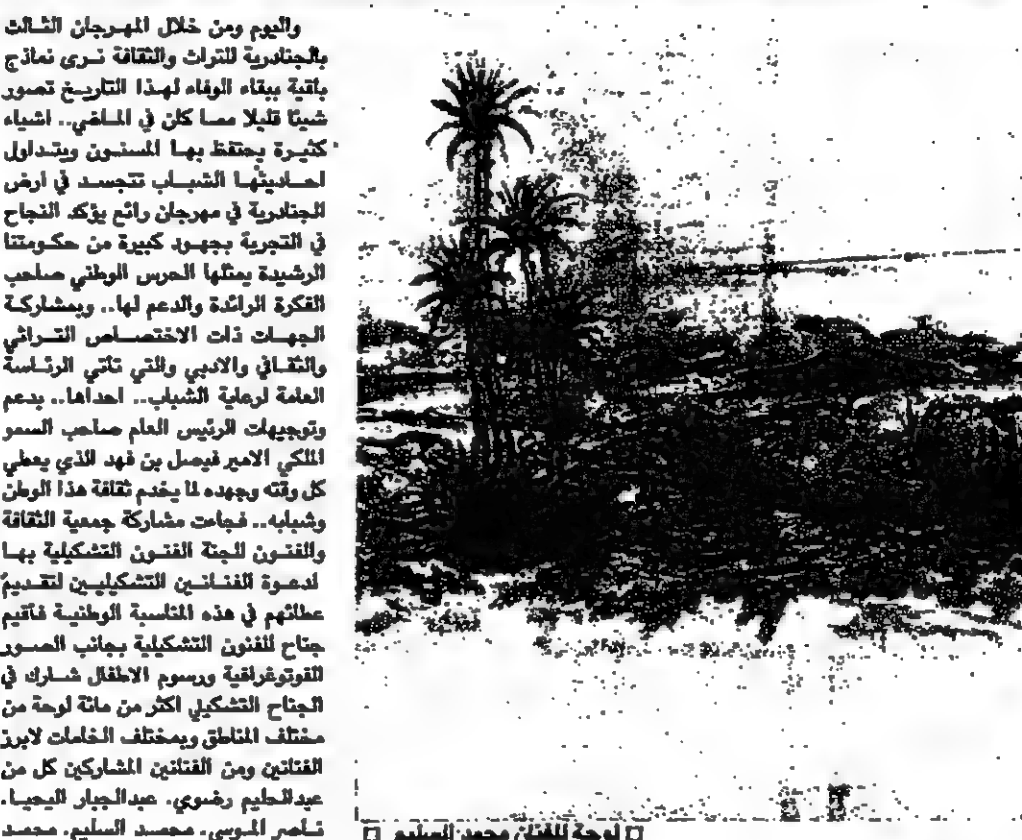 واليوم ومن خلال المهرجان الثالث
بالجنادرية للتراث والثقافة نرى نماذج
باقية ببقاء الوفاء لهذا التاريخ تصور
شيئا قليلا مما كان في الماضي.. اشياء
كثيرة يحتفظ بها المسنون ويتداول
احاديثها الشباب تتجسد في ارض
الجنادرية في مهرجان رائع يؤكد النجاح
في التجربة بجهود كبيرة من حكومتنا
الرشيدة يمثلها الحرس الوطني صاحب
الفكرة الرائدة والدعم لها.. وبمشاركة
الجهات ذات الاختصاص التراثي
والثقافي والادبي والتي تأتي الرئاسة
العامة لرعاية الشباب.. احداها.. بدعم
وتوجيهات الرئيس العام صاحب السمو
الملكي الامير فيصل بن فهد الذي يعطي
كل وقته وجهده لما يخدم ثقافة هذا الوطن
وشبابه.. فجاءت مشاركة جمعية الثقافة
والفنون للجنة الفنون التشكيلية بها
لدعوة الفنانين التشكيليين لتقديم
عطائهم في هذه المناسبة الوطنية فأقيم
جناح للفنون التشكيلية بجانب الصور
الفوتوغرافية ورسوم الاطفال شارك في
الجناح التشكيلي اكثر من مائة لوحة من
مختلف المناطق وبمختلف الخامات لابرز
الفنانين ومن الفنانين المشاركين كل من
عبدالحليم رضوي. عبدالجبار اليحيا.
ناصر الموسى. محمد السليم. محمد
لوحة للفنان محمد السليم